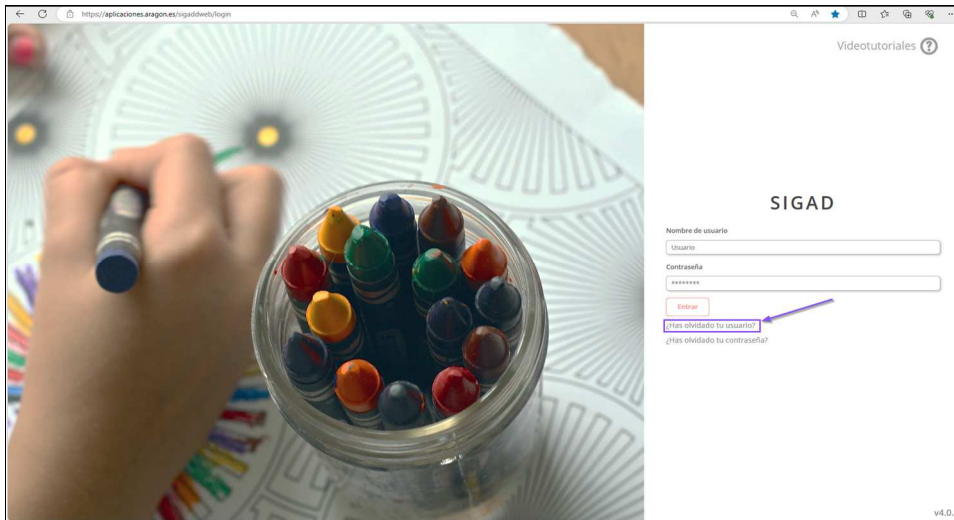 https://aplicaciones.aragon.es/sigaddweb/login
Videotutoriales ?
SIGAD
Nombre de usuario
Usuario
Contraseña
********
Entrar
¿Has olvidado tu usuario?
¿Has olvidado tu contraseña?
v4.0.